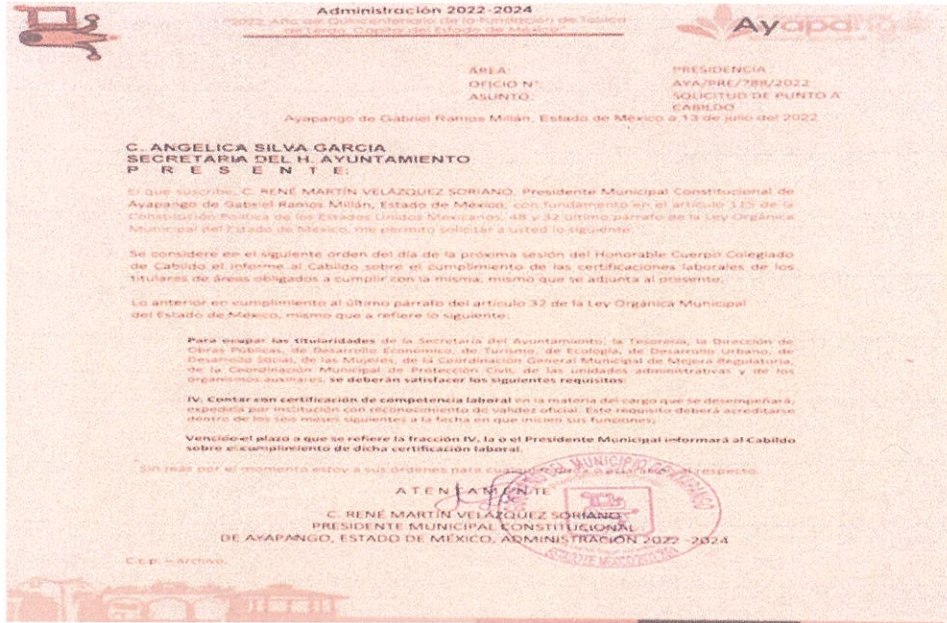 Administración 2022-2024
"2022. Año del Quincentenario de la Fundación de Toluca
de Lerdo, Capital del Estado de México"
Ayapango
ÁREA: PRESIDENCIA
OFICIO N° AYA/PRE/788/2022
ASUNTO: SOLICITUD DE PUNTO A
CABILDO
Ayapango de Gabriel Ramos Millán, Estado de México a 13 de julio del 2022
C. ANGELICA SILVA GARCIA
SECRETARIA DEL H. AYUNTAMIENTO
P R E S E N T E:
El que suscribe, C. RENÉ MARTÍN VELÁZQUEZ SORIANO, Presidente Municipal Constitucional de
Ayapango de Gabriel Ramos Millán, Estado de México; con fundamento en el artículo 115 de la
Constitución Política de los Estados Unidos Mexicanos, 48 y 32 último párrafo de la Ley Orgánica
Municipal del Estado de México, me permito solicitar a usted lo siguiente:
Se considere en el siguiente orden del día de la próxima sesión del Honorable Cuerpo Colegiado
de Cabildo el informe al Cabildo sobre el cumplimiento de las certificaciones laborales de los
titulares de áreas obligados a cumplir con la misma, mismo que se adjunta al presente.
Lo anterior en cumplimiento al último párrafo del artículo 32 de la Ley Orgánica Municipal
del Estado de México, mismo que a refiere lo siguiente:
Para ocupar las titularidades de la Secretaría del Ayuntamiento, la Tesorería, la Dirección de
Obras Públicas, de Desarrollo Económico, de Turismo, de Ecología, de Desarrollo Urbano, de
Desarrollo Social, de las Mujeres, de la Coordinación General Municipal de Mejora Regulatoria,
de la Coordinación Municipal de Protección Civil, de las unidades administrativas y de los
organismos auxiliares, se deberán satisfacer los siguientes requisitos:
IV. Contar con certificación de competencia laboral en la materia del cargo que se desempeñará,
expedida por institución con reconocimiento de validez oficial. Este requisito deberá acreditarse
dentro de los seis meses siguientes a la fecha en que inicien sus funciones;
Vencido el plazo a que se refiere la fracción IV, la o el Presidente Municipal informará al Cabildo
sobre el cumplimiento de dicha certificación laboral.
Sin más por el momento estoy a sus órdenes para respecto.
A T E N T A M E N T E
C. RENÉ MARTÍN VELÁZQUEZ SORIANO
PRESIDENTE MUNICIPAL CONSTITUCIONAL
DE AYAPANGO, ESTADO DE MÉXICO, ADMINISTRACIÓN 2022 -2024
MUNICIPIO DE AYAPANGO
C.c.p. – Archivo.